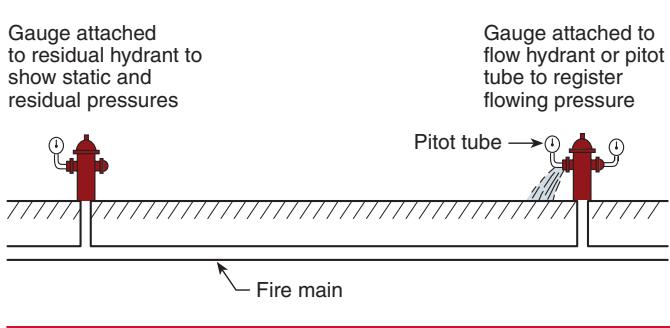 Gauge attached
to residual hydrant to
show static and
residual pressures
Gauge attached to
flow hydrant or pitot
tube to register
flowing pressure
Pitot tube
Fire main